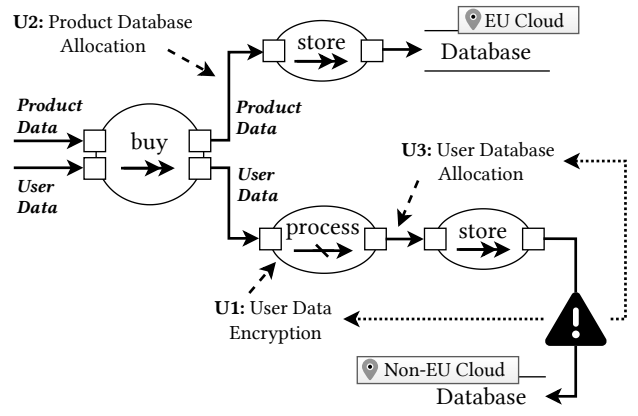 U2: Product Database
Allocation
store
EU Cloud
Database
Product
Data
buy
Product
Data
User
Data
User
Data
U3: User Database
Allocation
process
store
U1: User Data
Encryption
Non-EU Cloud
Database